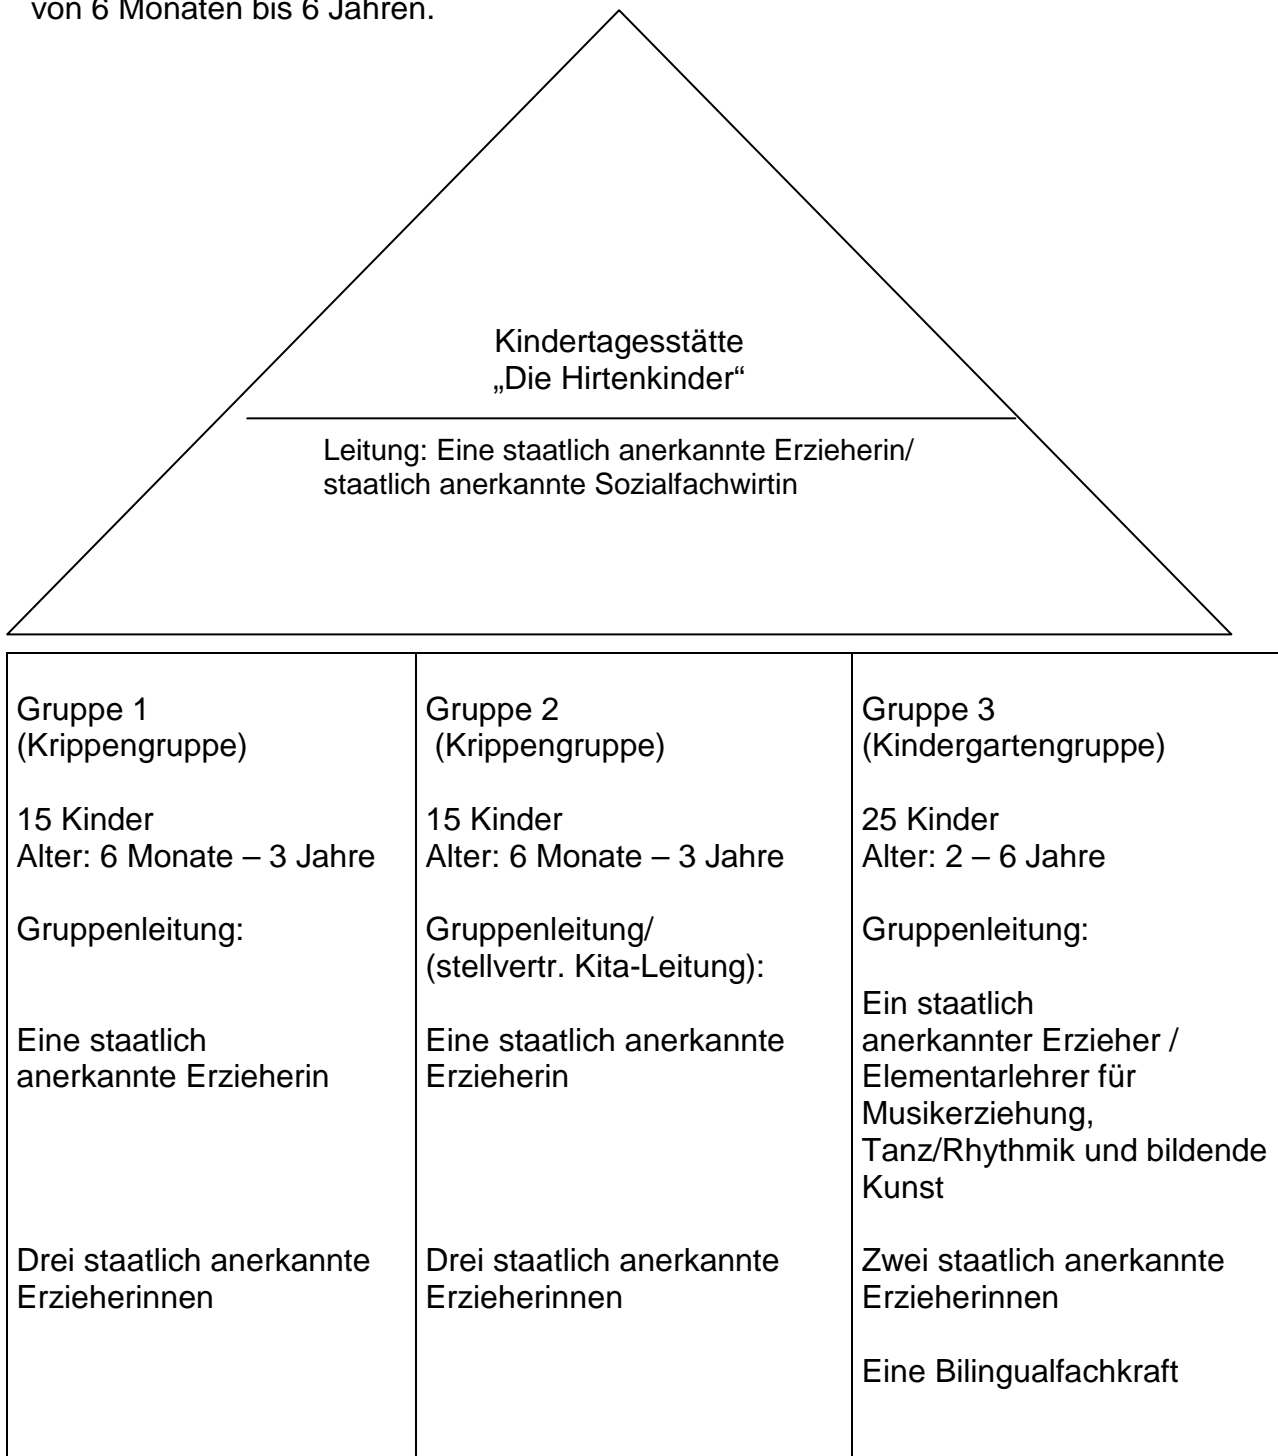 von 6 Monaten bis 6 Jahren.
Kindertagesstätte
„Die Hirtenkinder“
Leitung: Eine staatlich anerkannte Erzieherin/
staatlich anerkannte Sozialfachwirtin
Gruppe 1
(Krippengruppe)
15 Kinder
Alter: 6 Monate – 3 Jahre
Gruppenleitung:
Eine staatlich
anerkannte Erzieherin
Drei staatlich anerkannte
Erzieherinnen
Gruppe 2
(Krippengruppe)
15 Kinder
Alter: 6 Monate – 3 Jahre
Gruppenleitung/
(stellvertr. Kita-Leitung):
Eine staatlich anerkannte
Erzieherin
Drei staatlich anerkannte
Erzieherinnen
Gruppe 3
(Kindergartengruppe)
25 Kinder
Alter: 2 – 6 Jahre
Gruppenleitung:
Ein staatlich
anerkannter Erzieher /
Elementarlehrer für
Musikerziehung,
Tanz/Rhythmik und bildende
Kunst
Zwei staatlich anerkannte
Erzieherinnen
Eine Bilingualfachkraft